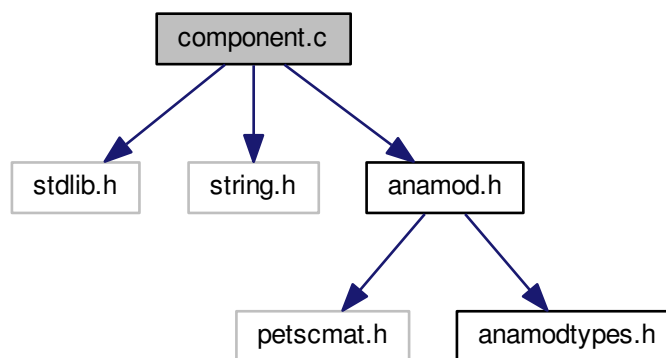 component.c
stdlib.h
string.h
anamod.h
petscmat.h
anamodtypes.h